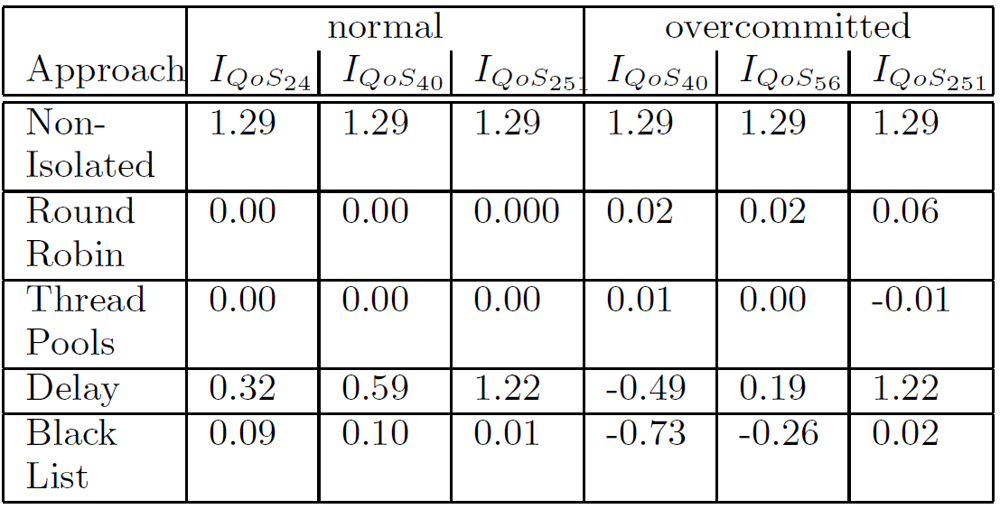 normal overcommitted
Approach I_{QoS_{24}} I_{QoS_{40}} I_{QoS_{251}} I_{QoS_{40}} I_{QoS_{56}} I_{QoS_{251}}
Non- 1.29 1.29 1.29 1.29 1.29 1.29
Isolated
Round 0.00 0.00 0.000 0.02 0.02 0.06
Robin
Thread 0.00 0.00 0.00 0.01 0.00 -0.01
Pools
Delay 0.32 0.59 1.22 -0.49 0.19 1.22
Black 0.09 0.10 0.01 -0.73 -0.26 0.02
List